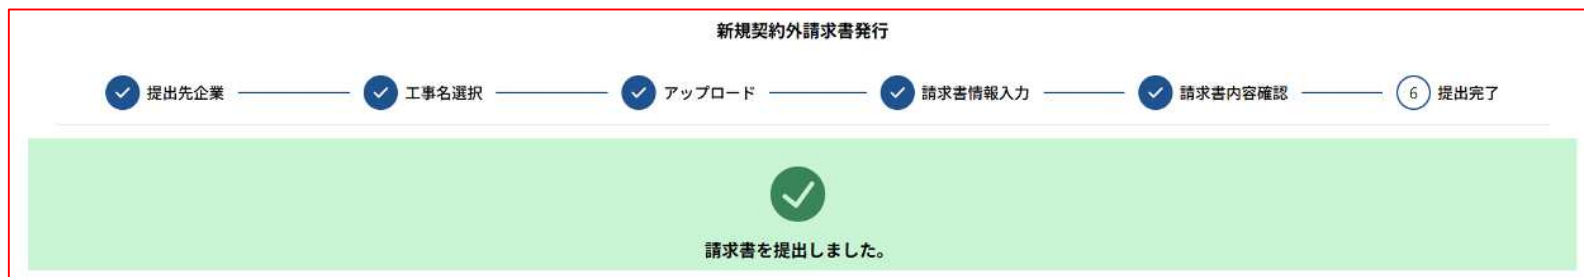 新規契約外請求書発行
提出先企業 工事名選択 アップロード 請求書情報入力 請求書内容確認 6 提出完了
請求書を提出しました。